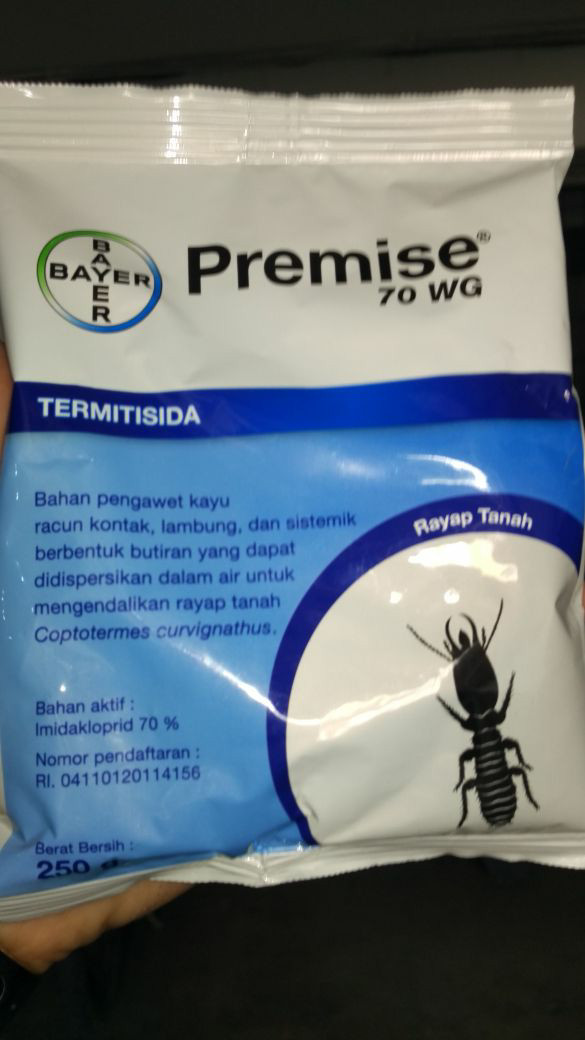 BAYER
BAYER
Premise®
70 WG
TERMITISIDA
Bahan pengawet kayu
racun kontak, lambung, dan sistemik
berbentuk butiran yang dapat
didispersikan dalam air untuk
mengendalikan rayap tanah
Coptotermes curvignathus.
Rayap Tanah
Bahan aktif :
Imidakloprid 70 %
Nomor pendaftaran :
RI. 04110120114156
Berat Bersih :
250 g